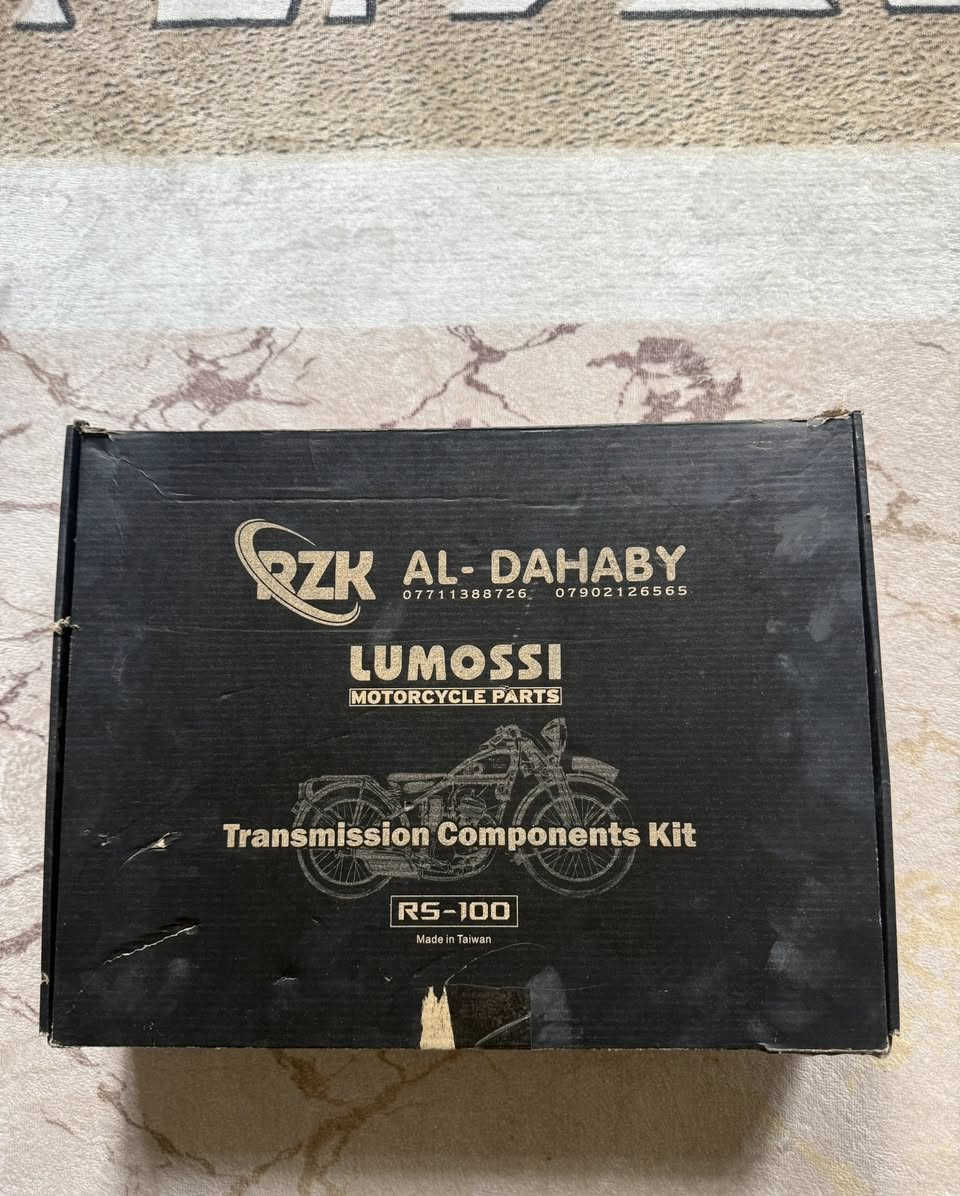 RZK AL- DAHABY
07711388726 07902126565
LUMOSSI
MOTORCYCLE PARTS
Transmission Components Kit
RS-100
Made in Taiwan